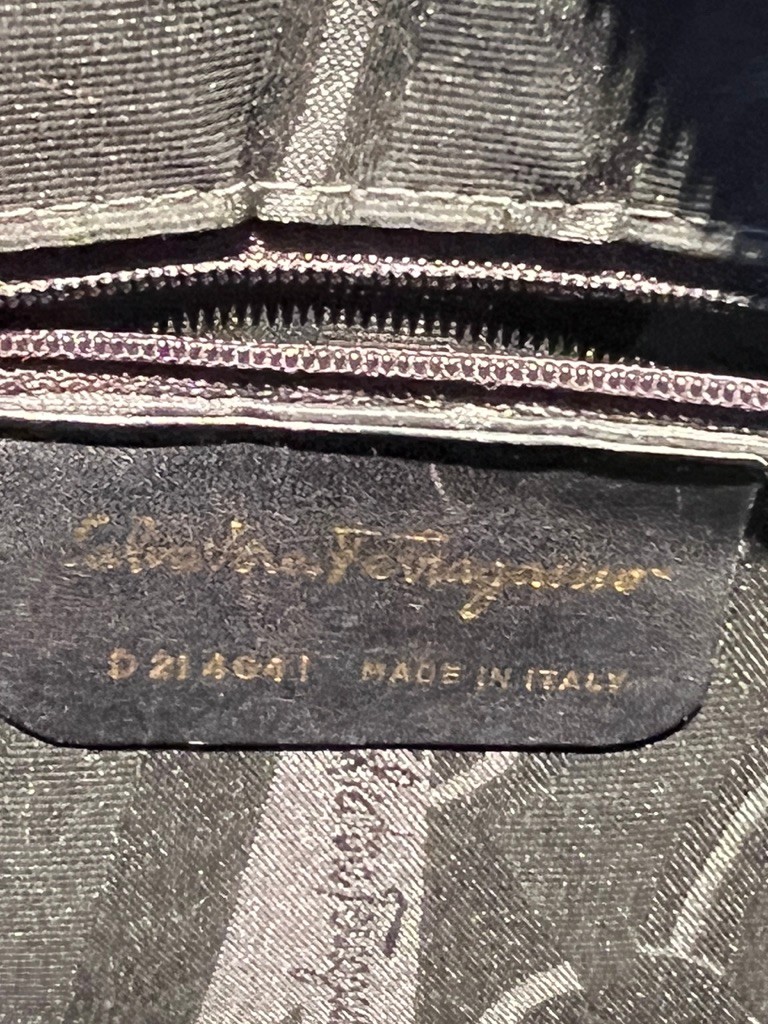 Salvatore Ferragamo
D 21 4641 MADE IN ITALY